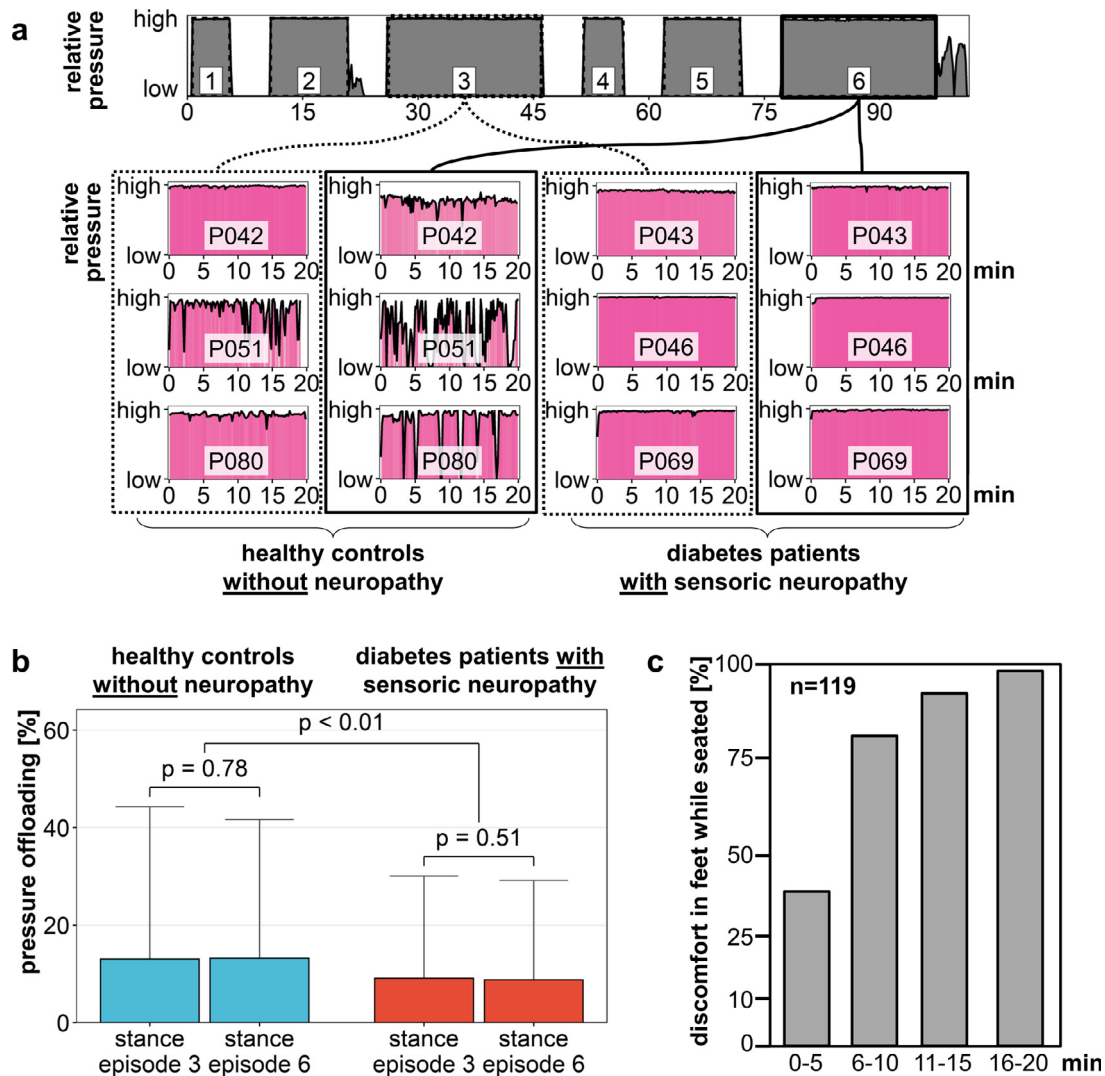 a
relative
pressure
high
low
1 2 3 4 5 6
0 15 30 45 60 75 90
relative
pressure
high
low
P042
0 5 10 15 20
P042
0 5 10 15 20
high
low
P043
0 5 10 15 20
high
low
P043
0 5 10 15 20
min
high
low
P051
0 5 10 15 20
high
low
P051
0 5 10 15 20
high
low
P046
0 5 10 15 20
high
low
P046
0 5 10 15 20
min
high
low
P080
0 5 10 15 20
high
low
P080
0 5 10 15 20
high
low
P069
0 5 10 15 20
high
low
P069
0 5 10 15 20
min
healthy controls
without neuropathy
diabetes patients
with sensoric neuropathy
b
healthy controls
without neuropathy
diabetes patients with
sensoric neuropathy
pressure offloading [%]
60
40
20
0
p < 0.01
p = 0.78
p = 0.51
stance
episode 3
stance
episode 6
stance
episode 3
stance
episode 6
c
discomfort in feet while seated [%]
100
75
50
25
10
0
n=119
0-5 6-10 11-15 16-20 min